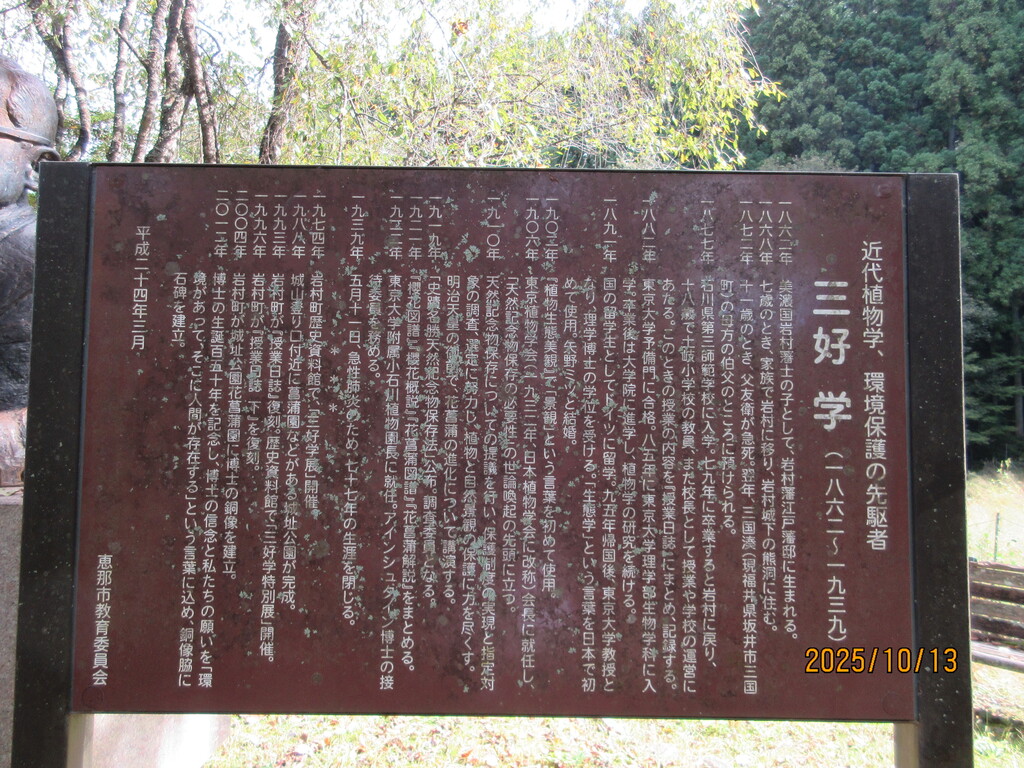 近代植物学、環境保護の先駆者
三好 学 (一八六二〜一九三九)
一八六二年 美濃国岩村藩士の子として、岩村藩江戸藩邸に生まれる。
一八六八年 七歳のとき、家族で岩村に移り、岩村城下の熊洞に住む。
一八七二年 十一歳のとき、父友衛が急死。翌年、三国湊(現福井県坂井市三国
町)の母方の伯父のところに預けられる。
一八七七年 石川県第三師範学校に入学。七九年に卒業すると岩村に戻り、
十八歳で土岐小学校の教員、また校長として授業や学校の運営に
あたる。このときの授業の内容を『授業日誌』にまとめ、記録する。
一八八二年 東京大学予備門に合格。八五年に東京大学理学部生物学科に入
学、卒業後は大学院に進学し、植物学の研究を続ける。
一八九一年 国の留学生としてドイツに留学。九五年帰国後、東京大学教授と
なり、理学博士の学位を受ける。「生態学」という言葉を日本で初
めて使用。矢野ミツと結婚。
一九〇三年 『植物生態美観』で「景観」という言葉を初めて使用。
一九〇六年 東京植物学会(一九三二年、日本植物学会に改称)会長に就任し、
「天然記念物保存の必要性」の世論喚起の先頭に立つ。
一九一〇年 天然記念物保存についての建議を行い、保護制度の実現と指定対
象の調査、選定に努力し、植物と自然景観の保護に力を尽くす。
明治天皇の御前で、花菖蒲の進化について講演する。
一九一九年 「史蹟名勝天然紀念物保存法」公布。調査委員となる。
一九二一年 『櫻花図譜』『櫻花概説』『花菖蒲図譜』『花菖蒲解説』をまとめる。
一九二二年 東京大学附属小石川植物園長に就任。アインシュタイン博士の接
待委員を務める。
一九三九年 五月十一日、急性肺炎のため、七十七年の生涯を閉じる。
＊　＊　＊
一九七四年 岩村町歴史資料館で「三好学展」開催。
一九八八年 城山登り口付近に菖蒲園などがある城址公園が完成。
一九九三年 岩村町が『授業日誌』復刻。歴史資料館で「三好学特別展」開催。
一九九六年 岩村町が『授業日誌』下を復刻。
二〇〇四年 岩村町が城址公園花菖蒲園に博士の銅像を建立。
二〇一二年 博士の生誕百五十年を記念し、博士の信念と私たちの願いを「環
境があって、そこに人間が存在する」という言葉に込め、銅像脇に
石碑を建立。
平成二十四年三月
恵那市教育委員会
2025/10/13